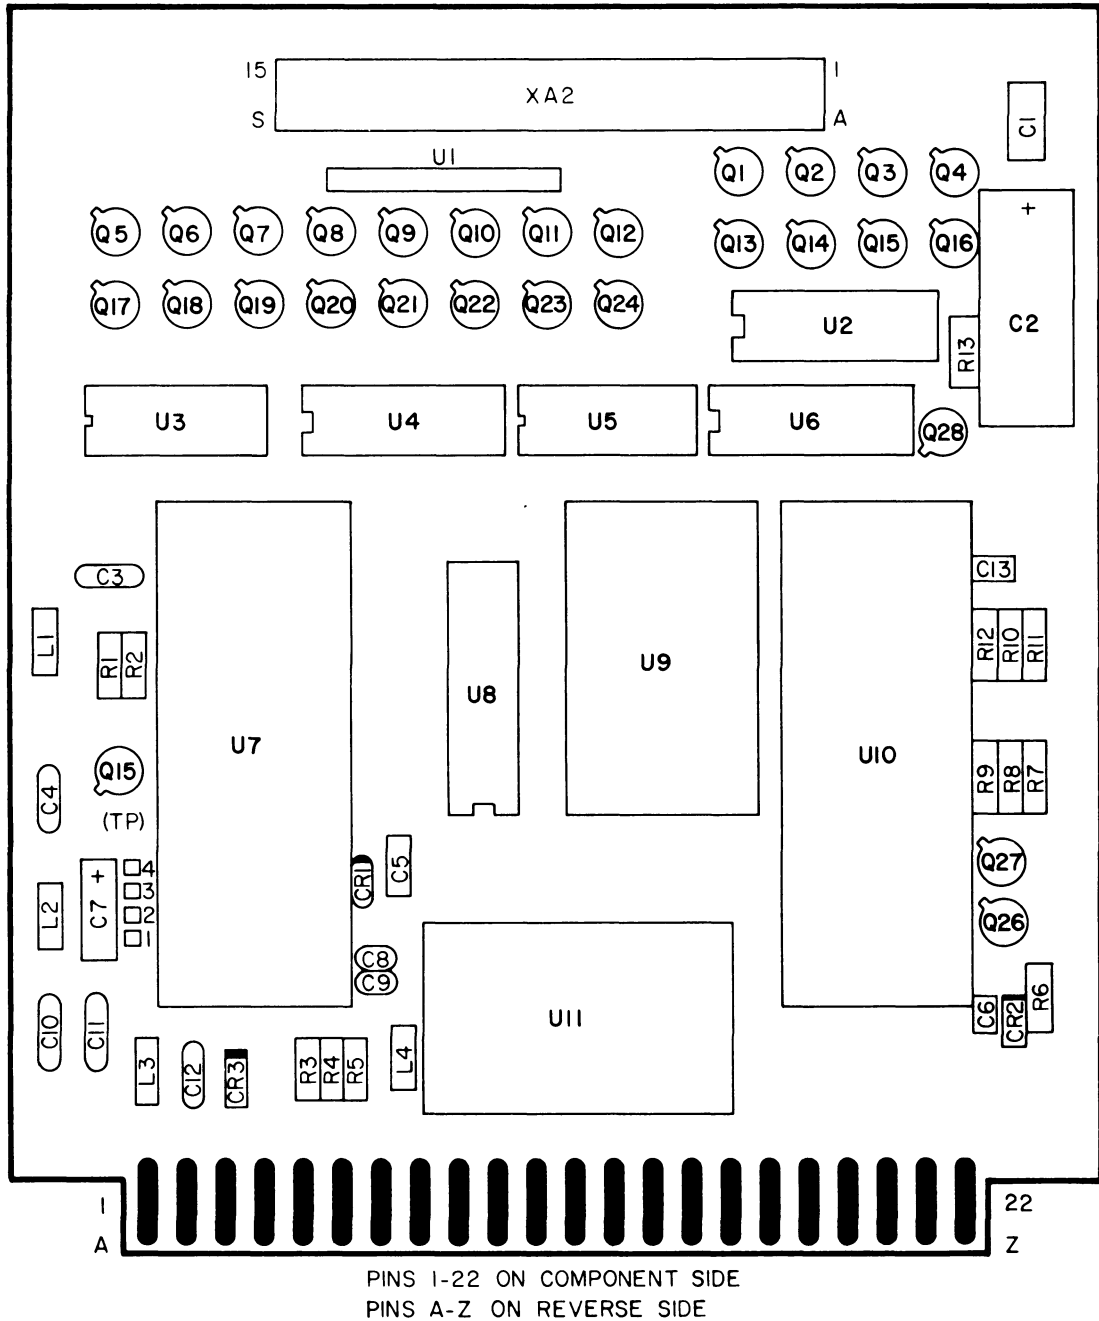 15 1
XA2
S A
C1
U1
Q1 Q2 Q3 Q4
+
Q5 Q6 Q7 Q8 Q9 Q10 Q11 Q12
Q13 Q14 Q15 Q16
Q17 Q18 Q19 Q20 Q21 Q22 Q23 Q24
U2
C2
R13
U3 U4 U5 U6
Q28
C3
C13
L1
R1 R2
R12 R10 R11
U9
U8
U7
U10
Q15
C4
(TP)
R9 R8 R7
4
3
2
1
C7 +
L2
CR1
C5
Q27
Q26
C8
C9
C10 C11
U11
C6 CR2 R6
L3 C12 CR3
R3 R4 R5
L4
1 22
A Z
PINS 1-22 ON COMPONENT SIDE
PINS A-Z ON REVERSE SIDE